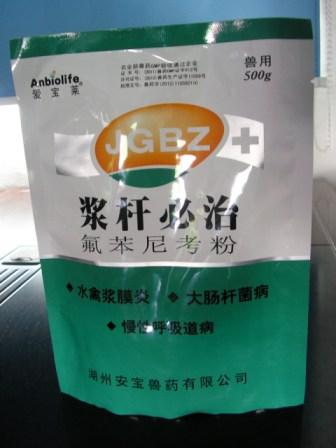 Anbiolife®
爱宝莱
兽用
500g
JGBZ
浆杆必治
氟苯尼考粉
◆ 水禽浆膜炎 ◆ 大肠杆菌病
◆ 慢性呼吸道病
湖州安宝兽药有限公司